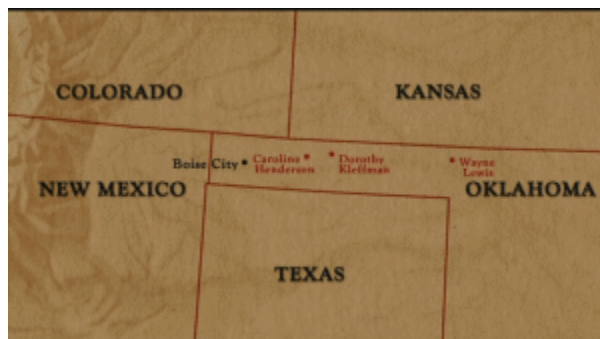 COLORADO
KANSAS
Boise City
Caroline
Henderson
Dorothy
Kleffman
Wayne
Lewis
NEW MEXICO
OKLAHOMA
TEXAS